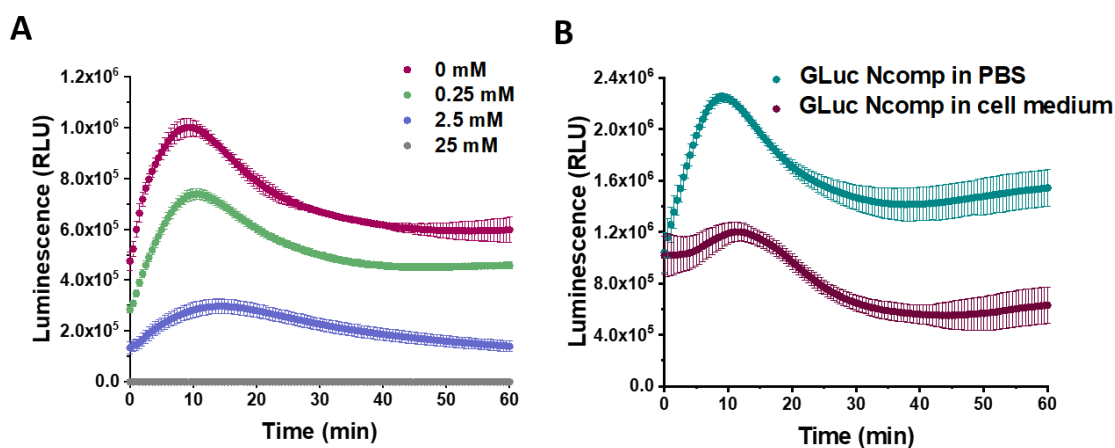 A
Luminescence (RLU)
1.2x10⁶
1.0x10⁶
8.0x10⁵
6.0x10⁵
4.0x10⁵
2.0x10⁵
0.0
0 10 20 30 40 50 60
Time (min)
0 mM
0.25 mM
2.5 mM
25 mM
B
Luminescence (RLU)
2.4x10⁶
1.8x10⁶
1.6x10⁶
1.2x10⁶
8.0x10⁵
4.0x10⁵
0.0
0 10 20 30 40 50 60
Time (min)
GLuc Ncomp in PBS
GLuc Ncomp in cell medium